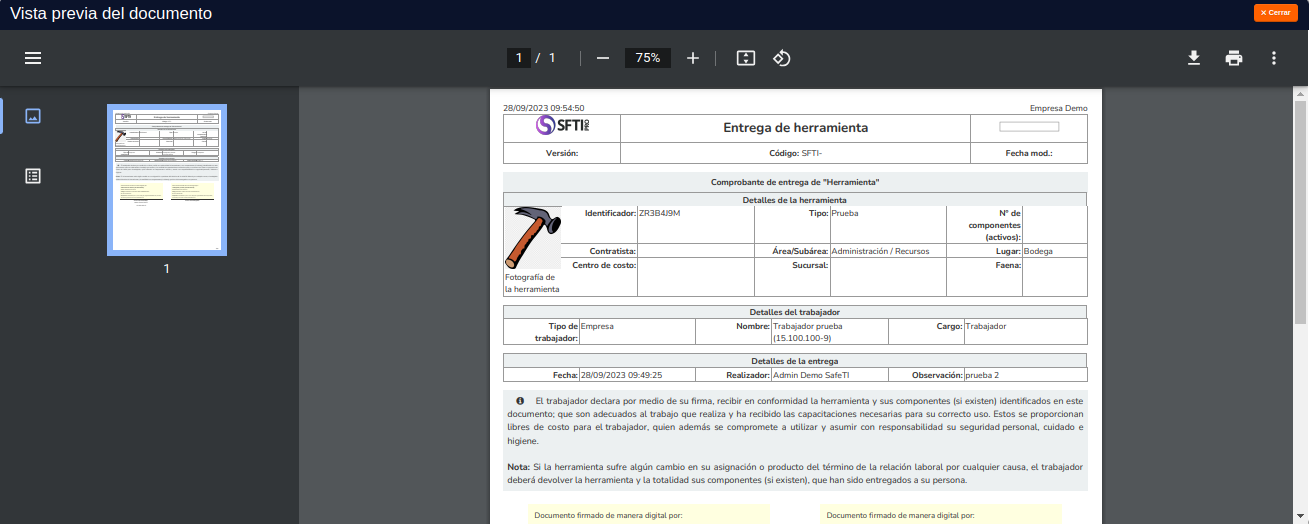 Vista previa del documento
× Cerrar
1 / 1
75%
1
28/09/2023 09:54:50
Empresa Demo
SFTI PRO
Entrega de herramienta
Versión:
Código: SFTI-
Fecha mod.:
Comprobante de entrega de "Herramienta"
Detalles de la herramienta
Identificador: ZR3B4J9M
Tipo: Prueba
Nº de
componentes
(activos):
Contratista:
Área/Subárea: Administración / Recursos
Lugar: Bodega
Centro de costo:
Sucursal:
Faena:
Fotografía de
la herramienta
Detalles del trabajador
Tipo de
trabajador:
Empresa
Nombre: Trabajador prueba
(15.100.100-9)
Cargo: Trabajador
Detalles de la entrega
Fecha: 28/09/2023 09:49:25
Realizador: Admin Demo SafeTI
Observación: prueba 2
El trabajador declara por medio de su firma, recibir en conformidad la herramienta y sus componentes (si existen) identificados en este
documento; que son adecuados al trabajo que realiza y ha recibido las capacitaciones necesarias para su correcto uso. Estos se proporcionan
libres de costo para el trabajador, quien además se compromete a utilizar y asumir con responsabilidad su seguridad personal, cuidado e
higiene.
Nota: Si la herramienta sufre algún cambio en su asignación o producto del término de la relación laboral por cualquier causa, el trabajador
deberá devolver la herramienta y la totalidad sus componentes (si existen), que han sido entregados a su persona.
Documento firmado de manera digital por:
Documento firmado de manera digital por: